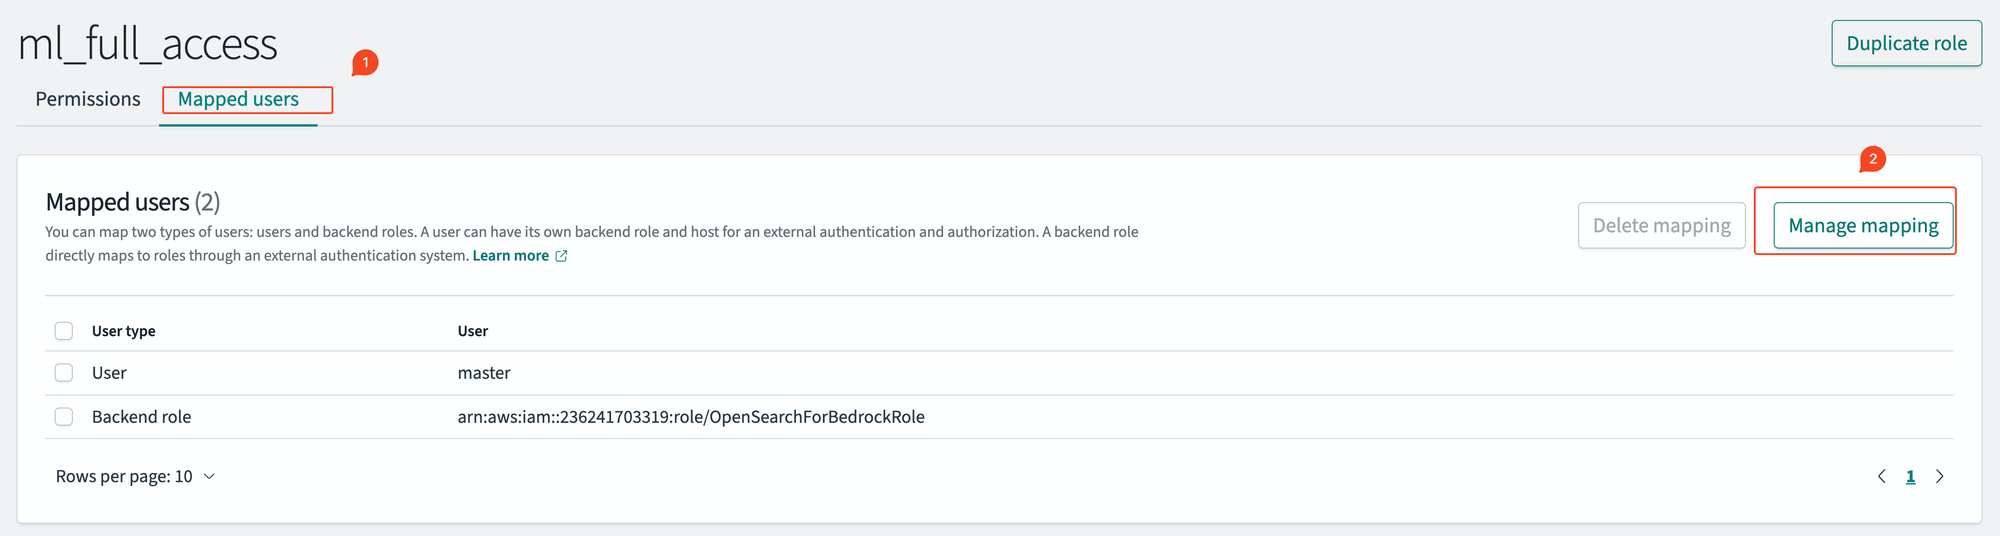 ml_full_access
1
Duplicate role
Permissions Mapped users
2
Mapped users (2)
You can map two types of users: users and backend roles. A user can have its own backend role and host for an external authentication and authorization. A backend role
directly maps to roles through an external authentication system. Learn more
Delete mapping Manage mapping
User type User
User master
Backend role arn:aws:iam::236241703319:role/OpenSearchForBedrockRole
Rows per page: 10
1